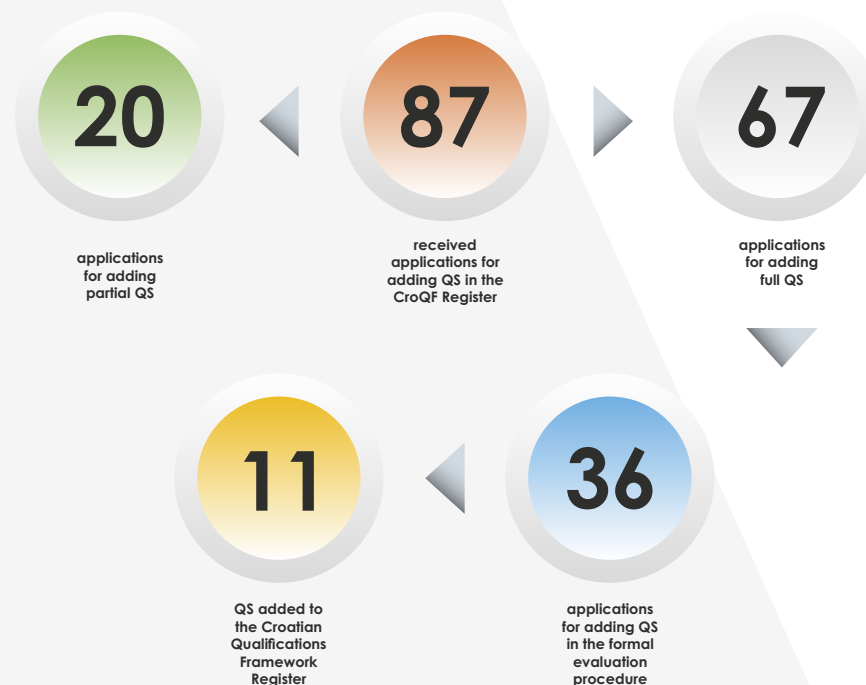 20
applications
for adding
partial QS
87
received
applications for
adding QS in the
CroQF Register
67
applications
for adding
full QS
11
QS added to
the Croatian
Qualifications
Framework
Register
36
applications
for adding QS
in the formal
evaluation
procedure